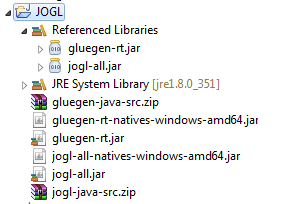 JOGL
Referenced Libraries
gluegen-rt.jar
jogl-all.jar
JRE System Library [jre1.8.0_351]
gluegen-java-src.zip
gluegen-rt-natives-windows-amd64.jar
gluegen-rt.jar
jogl-all-natives-windows-amd64.jar
jogl-all.jar
jogl-java-src.zip